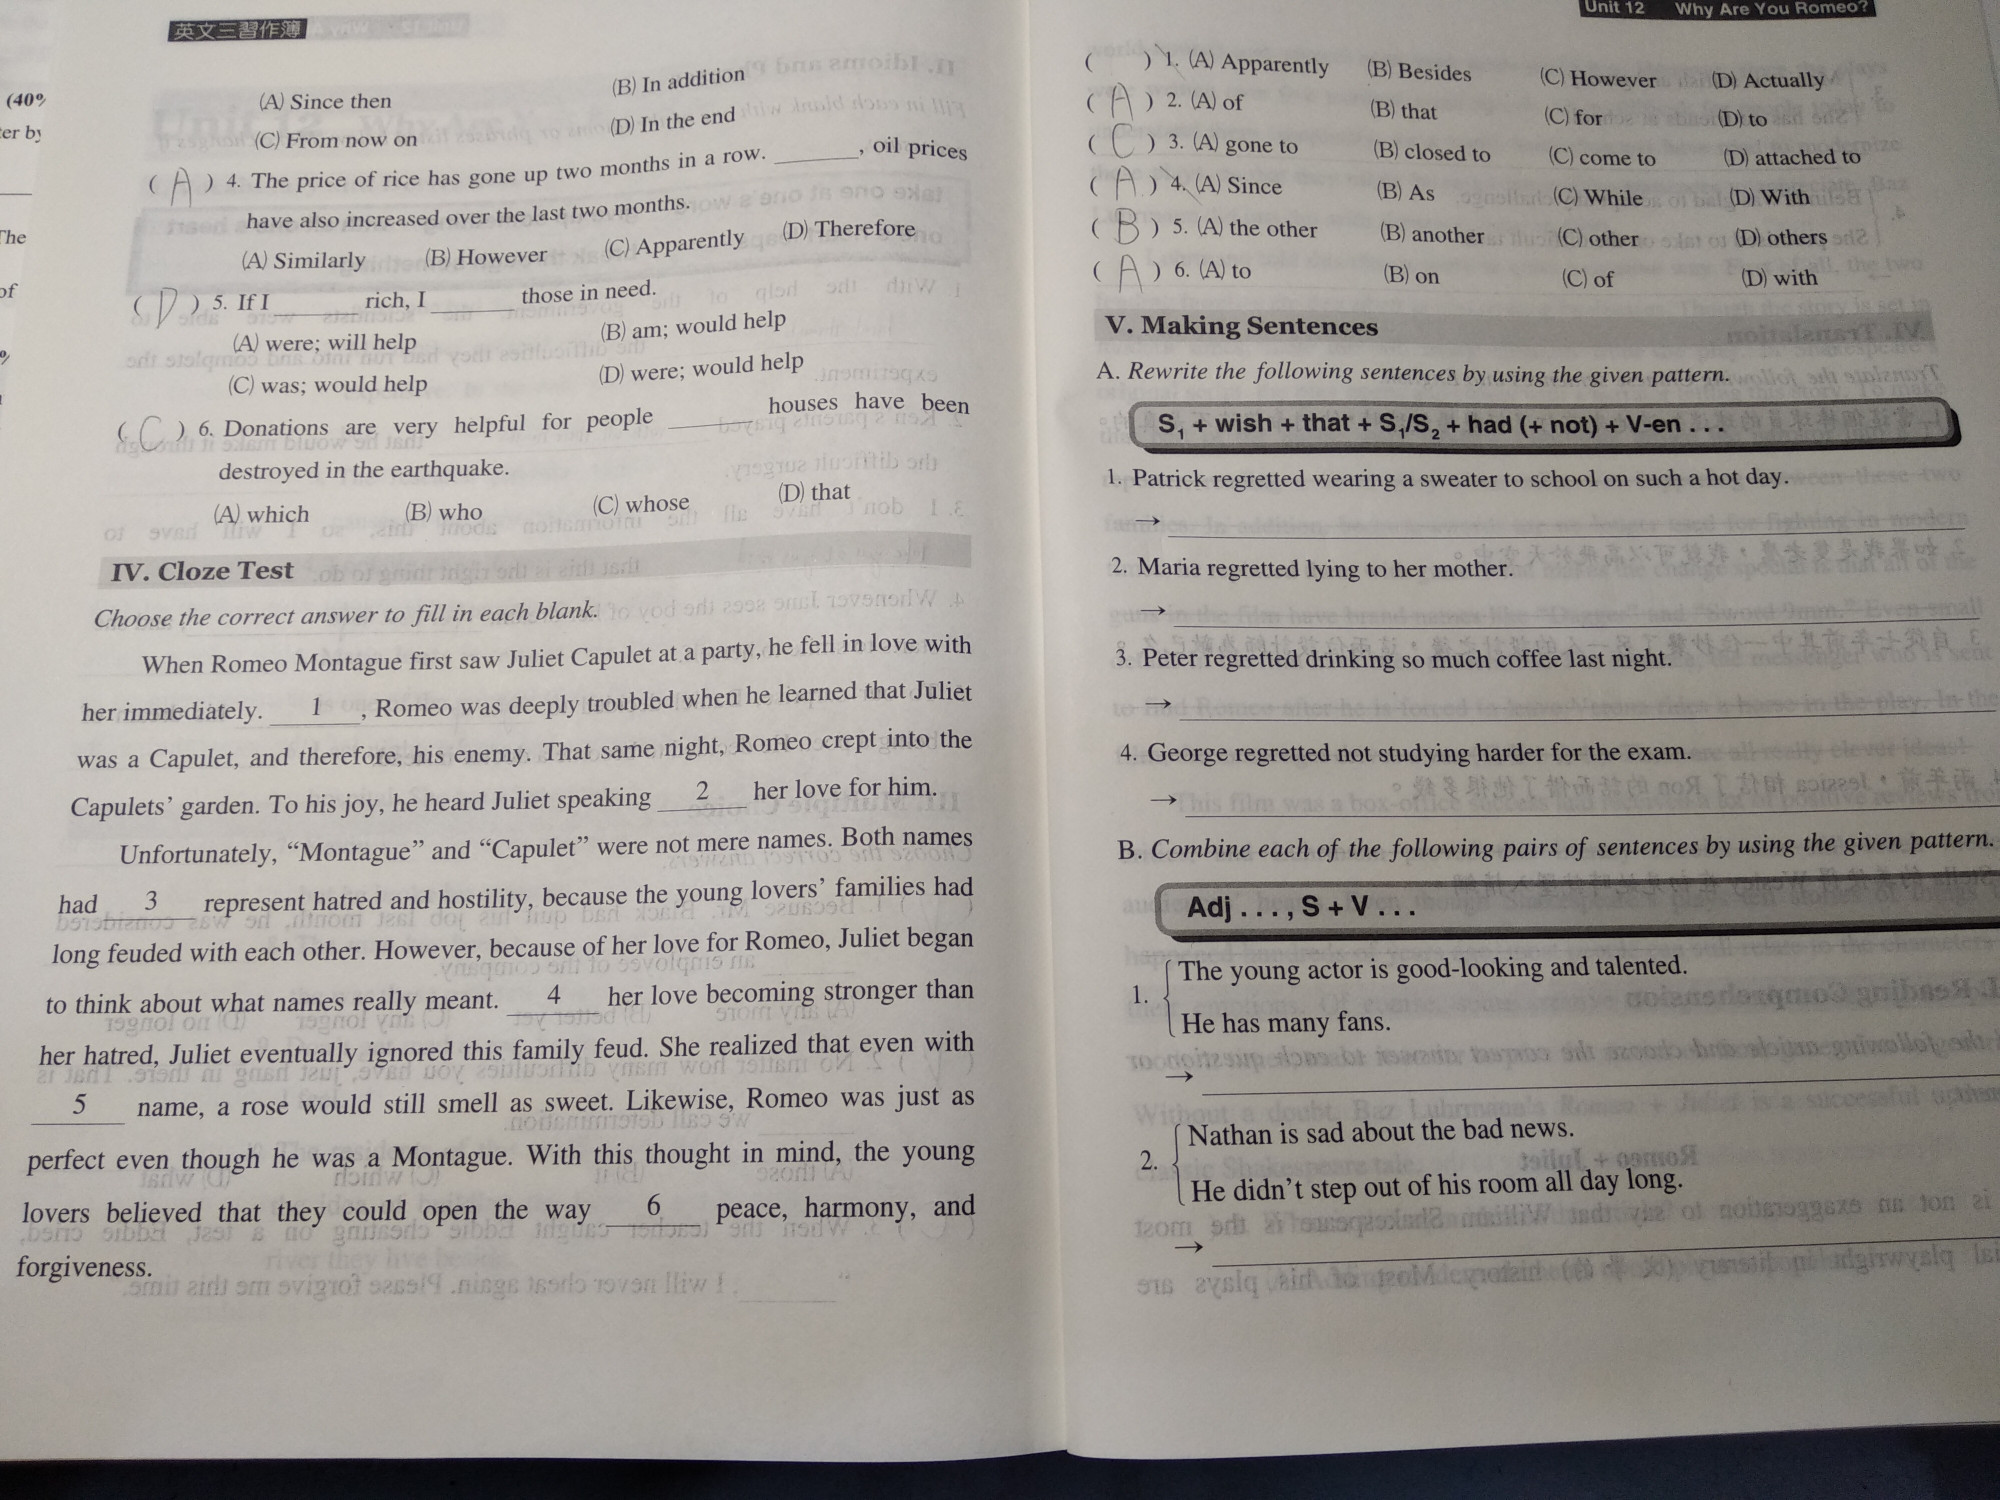 英文三習作簿
(40%
The
of
(A) Since then (B) In addition
(C) From now on (D) In the end
( A ) 4. The price of rice has gone up two months in a row. ______, oil prices
have also increased over the last two months.
(A) Similarly (B) However (C) Apparently (D) Therefore
( D ) 5. If I ______ rich, I ______ those in need.
(A) were; will help (B) am; would help
(C) was; would help (D) were; would help
( C ) 6. Donations are very helpful for people ______ houses have been
destroyed in the earthquake.
(A) which (B) who (C) whose (D) that
IV. Cloze Test
Choose the correct answer to fill in each blank.
When Romeo Montague first saw Juliet Capulet at a party, he fell in love with
her immediately. 1 , Romeo was deeply troubled when he learned that Juliet
was a Capulet, and therefore, his enemy. That same night, Romeo crept into the
Capulets’ garden. To his joy, he heard Juliet speaking 2 her love for him.
Unfortunately, “Montague” and “Capulet” were not mere names. Both names
had 3 represent hatred and hostility, because the young lovers’ families had
long feuded with each other. However, because of her love for Romeo, Juliet began
to think about what names really meant. 4 her love becoming stronger than
her hatred, Juliet eventually ignored this family feud. She realized that even with
5 name, a rose would still smell as sweet. Likewise, Romeo was just as
perfect even though he was a Montague. With this thought in mind, the young
lovers believed that they could open the way 6 peace, harmony, and
forgiveness.
Unit 12 Why Are You Romeo?
( ) 1. (A) Apparently (B) Besides (C) However (D) Actually
( A ) 2. (A) of (B) that (C) for (D) to
( C ) 3. (A) gone to (B) closed to (C) come to (D) attached to
( A ) 4. (A) Since (B) As (C) While (D) With
( B ) 5. (A) the other (B) another (C) other (D) others
( A ) 6. (A) to (B) on (C) of (D) with
V. Making Sentences
A. Rewrite the following sentences by using the given pattern.
S₁ + wish + that + S₁/S₂ + had (+ not) + V-en . . .
1. Patrick regretted wearing a sweater to school on such a hot day.
→
2. Maria regretted lying to her mother.
→
3. Peter regretted drinking so much coffee last night.
→
4. George regretted not studying harder for the exam.
→
B. Combine each of the following pairs of sentences by using the given pattern.
Adj . . . , S + V . . .
1. The young actor is good-looking and talented.
He has many fans.
→
2. Nathan is sad about the bad news.
He didn’t step out of his room all day long.
→